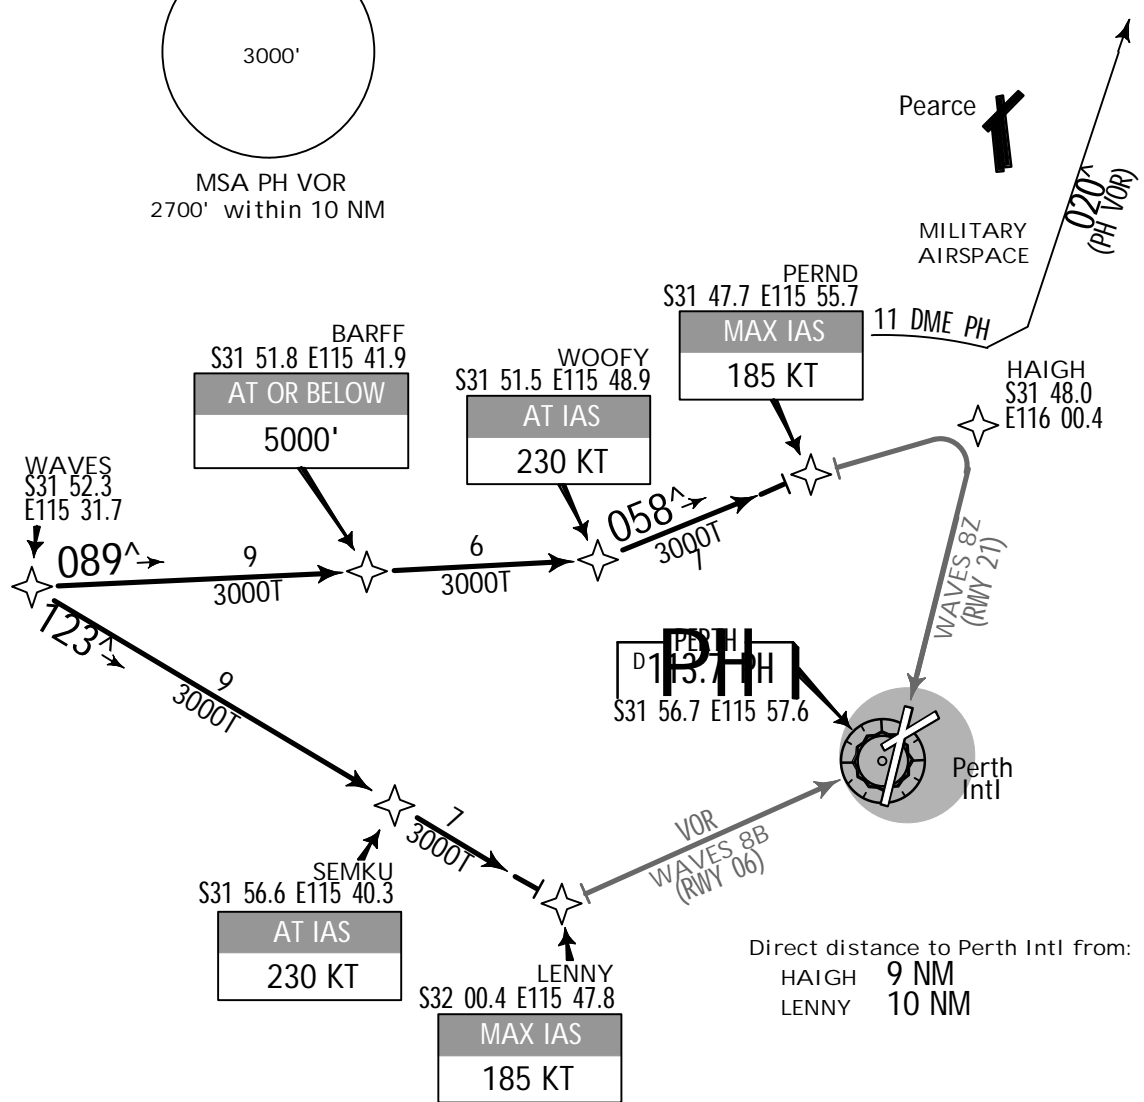 3000'
MSA PH VOR
2700' within 10 NM
Pearce
MILITARY
AIRSPACE
020^
(PH VOR)
11 DME PH
PERND
S31 47.7 E115 55.7
MAX IAS
185 KT
BARFF
S31 51.8 E115 41.9
AT OR BELOW
5000'
WOOFY
S31 51.5 E115 48.9
AT IAS
230 KT
HAIGH
S31 48.0
E116 00.4
WAVES
S31 52.3
E115 31.7
089^
9
3000T
6
3000T
058^
3000T
7
WAVES 8Z
(RWY 21)
123^
9
3000T
PERTH
D113.7 PH
PH
S31 56.7 E115 57.6
Perth
Intl
7
3000T
VOR
WAVES 8B
(RWY 06)
SEMKU
S31 56.6 E115 40.3
AT IAS
230 KT
LENNY
S32 00.4 E115 47.8
MAX IAS
185 KT
Direct distance to Perth Intl from:
HAIGH 9 NM
LENNY 10 NM